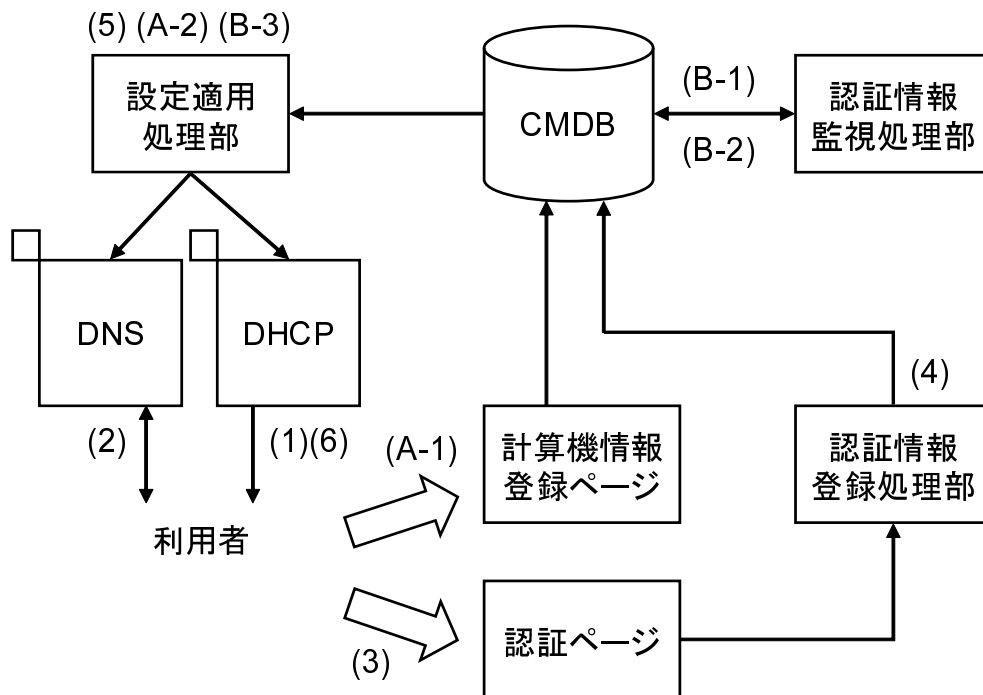 (5) (A-2) (B-3)
設定適用
処理部
CMDB
(B-1)
(B-2)
認証情報
監視処理部
DNS
DHCP
(2)
(1)(6)
利用者
(A-1)
計算機情報
登録ページ
(4)
認証情報
登録処理部
(3)
認証ページ